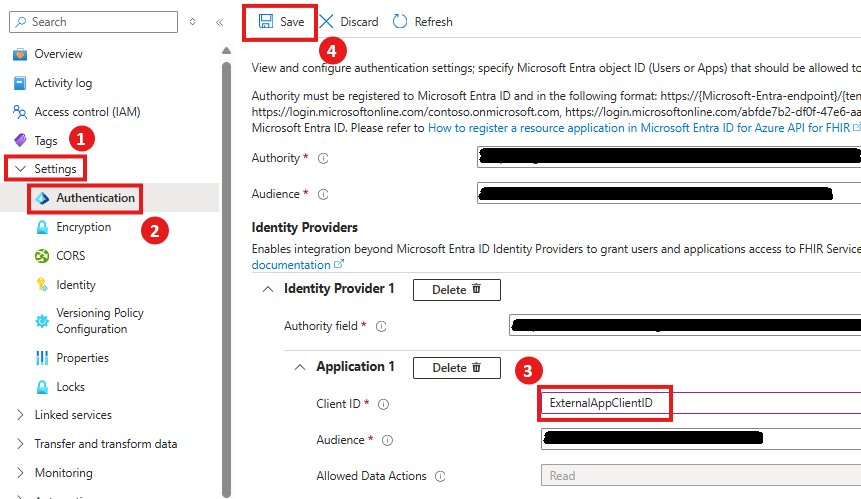 Search
Overview
Activity log
Access control (IAM)
Tags
1
Settings
Authentication
2
Encryption
CORS
Identity
Versioning Policy
Configuration
Properties
Locks
Linked services
Transfer and transform data
Monitoring
Save
Discard
Refresh
4
View and configure authentication settings; specify Microsoft Entra object ID (Users or Apps) that should be allowed to
Authority must be registered to Microsoft Entra ID and in the following format: https://{Microsoft-Entra-endpoint}/{ten
https://login.microsoftonline.com/contoso.onmicrosoft.com, https://login.microsoftonline.com/abfde7b2-df0f-47e6-aa
Microsoft Entra ID. Please refer to How to register a resource application in Microsoft Entra ID for Azure API for FHIR
Authority *
Audience *
Identity Providers
Enables integration beyond Microsoft Entra ID Identity Providers to grant users and applications access to FHIR Service
documentation
Identity Provider 1
Delete
Authority field *
Application 1
Delete
3
Client ID *
ExternalAppClientID
Audience *
Allowed Data Actions
Read